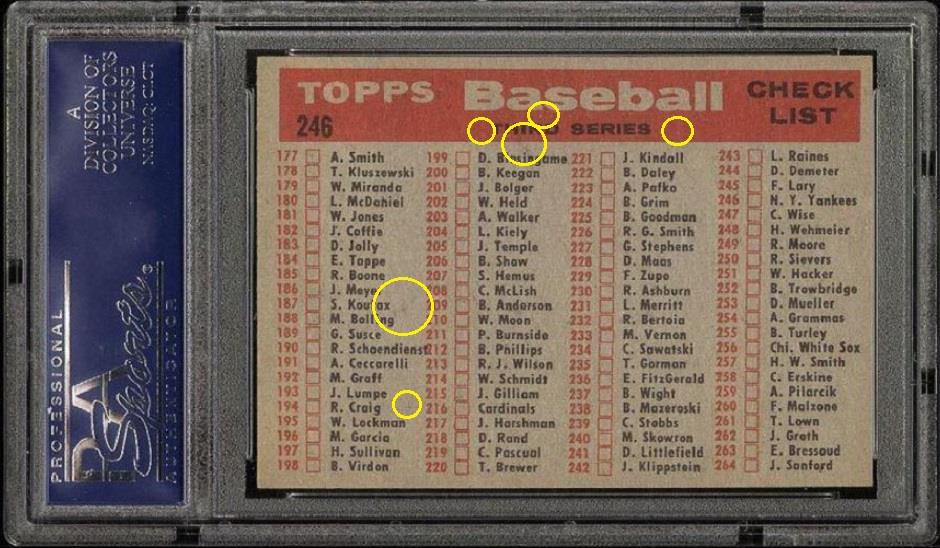 A
DIVISION OF
COLLECTORS
UNIVERSE
NASDAQ: CLCT
PROFESSIONAL
PSA
Sports®
AUTHENTICATOR
TOPPS Baseball CHECK LIST
246 THIRD SERIES
177 A. Smith
178 T. Kluszewski
179 W. Miranda
180 L. McDaniel
181 W. Jones
182 J. Coffie
183 D. Jolly
184 E. Tappe
185 R. Boone
186 J. Meyer
187 S. Koufax
188 M. Bolling
189 G. Susce
190 R. Schoendienst
191 A. Ceccarelli
192 M. Graff
193 J. Lumpe
194 R. Craig
195 W. Lockman
196 M. Garcia
197 H. Sullivan
198 B. Virdon
199 D. Bimingame
200 B. Keegan
201 J. Bolger
202 W. Held
203 A. Walker
204 L. Kiely
205 J. Temple
206 B. Shaw
207 S. Hemus
208 C. McLish
209 B. Anderson
210 W. Moon
211 P. Burnside
212 B. Phillips
213 R. J. Wilson
214 W. Schmidt
215 J. Gilliam
216 Cardinals
217 J. Harshman
218 D. Rand
219 C. Pascual
220 T. Brewer
221 J. Kindall
222 B. Daley
223 A. Pafko
224 B. Grim
225 B. Goodman
226 R. G. Smith
227 G. Stephens
228 D. Maas
229 F. Zupo
230 R. Ashburn
231 L. Merritt
232 R. Bertoia
233 M. Vernon
234 C. Sawatski
235 T. Gorman
236 E. FitzGerald
237 B. Wight
238 B. Mazeroski
239 C. Stobbs
240 M. Skowron
241 D. Littlefield
242 J. Klippstein
243 L. Raines
244 D. Demeter
245 F. Lary
246 N. Y. Yankees
247 C. Wise
248 H. Wehmeier
249 R. Moore
250 R. Sievers
251 W. Hacker
252 B. Trowbridge
253 D. Mueller
254 A. Grammas
255 B. Turley
256 Chi. White Sox
257 H. W. Smith
258 C. Erskine
259 A. Pilarcik
260 F. Malzone
261 T. Lown
262 J. Groth
263 E. Bressoud
264 J. Sanford